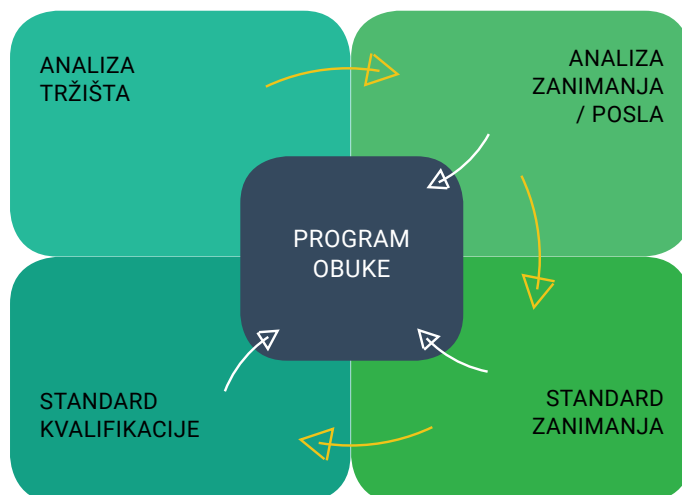 ANALIZA
TRŽIŠTA
ANALIZA
ZANIMANJA
/ POSLA
PROGRAM
OBUKE
STANDARD
KVALIFIKACIJE
STANDARD
ZANIMANJA